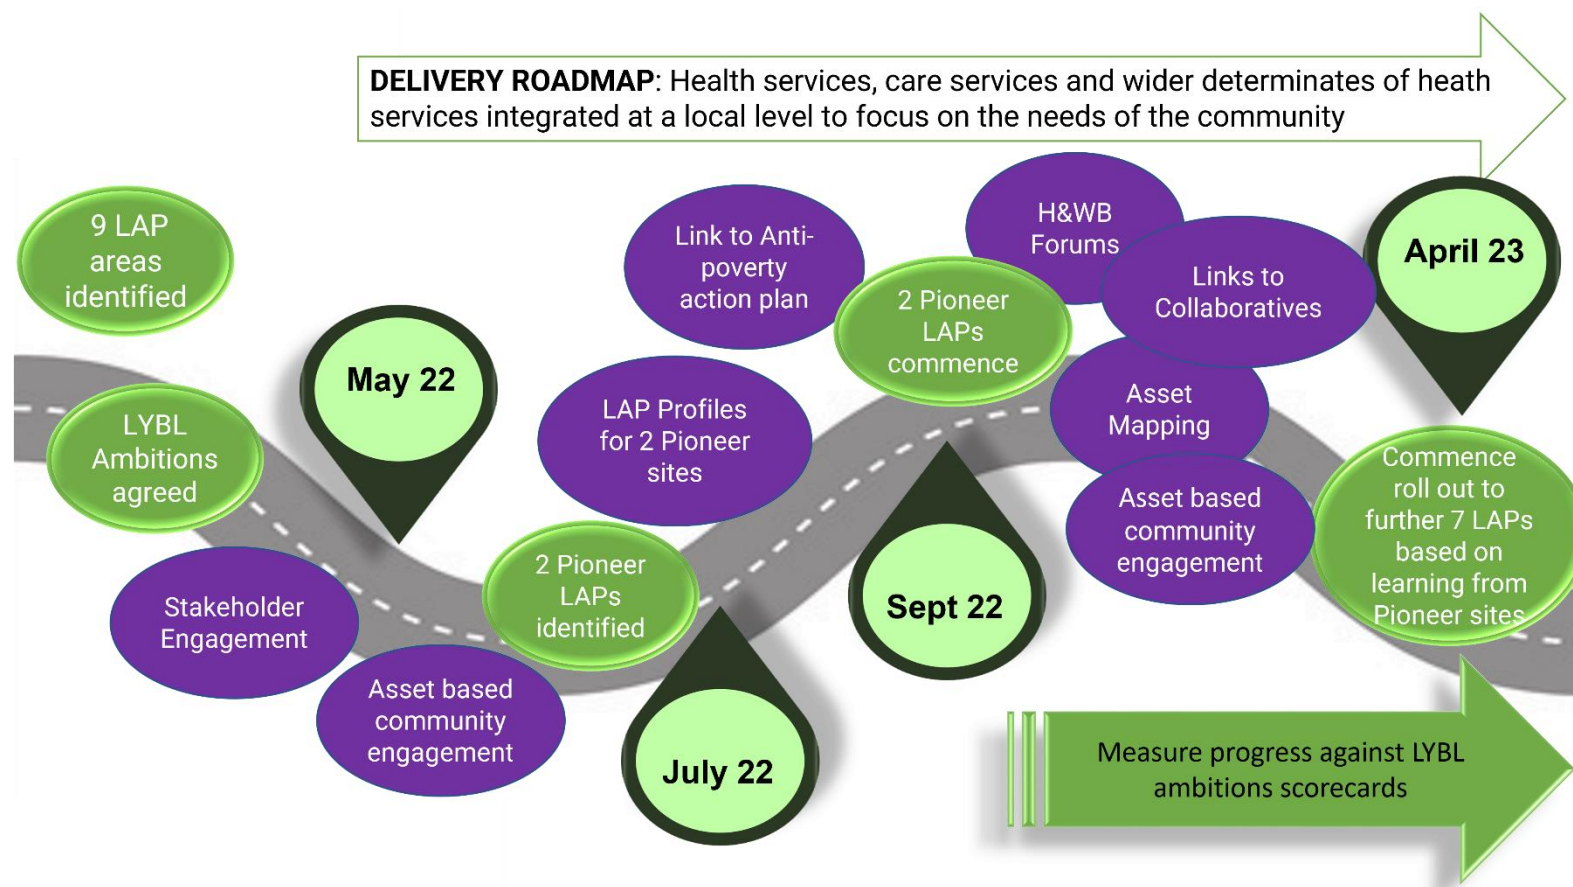 DELIVERY ROADMAP: Health services, care services and wider determinates of heath
services integrated at a local level to focus on the needs of the community
9 LAP
areas
identified
LYBL
Ambitions
agreed
May 22
Stakeholder
Engagement
Asset based
community
engagement
2 Pioneer
LAPs
identified
July 22
LAP Profiles
for 2 Pioneer
sites
Link to Anti-
poverty
action plan
2 Pioneer
LAPs
commence
Sept 22
H&WB
Forums
Links to
Collaboratives
Asset
Mapping
Asset based
community
engagement
April 23
Commence
roll out to
further 7 LAPs
based on
learning from
Pioneer sites
Measure progress against LYBL
ambitions scorecards